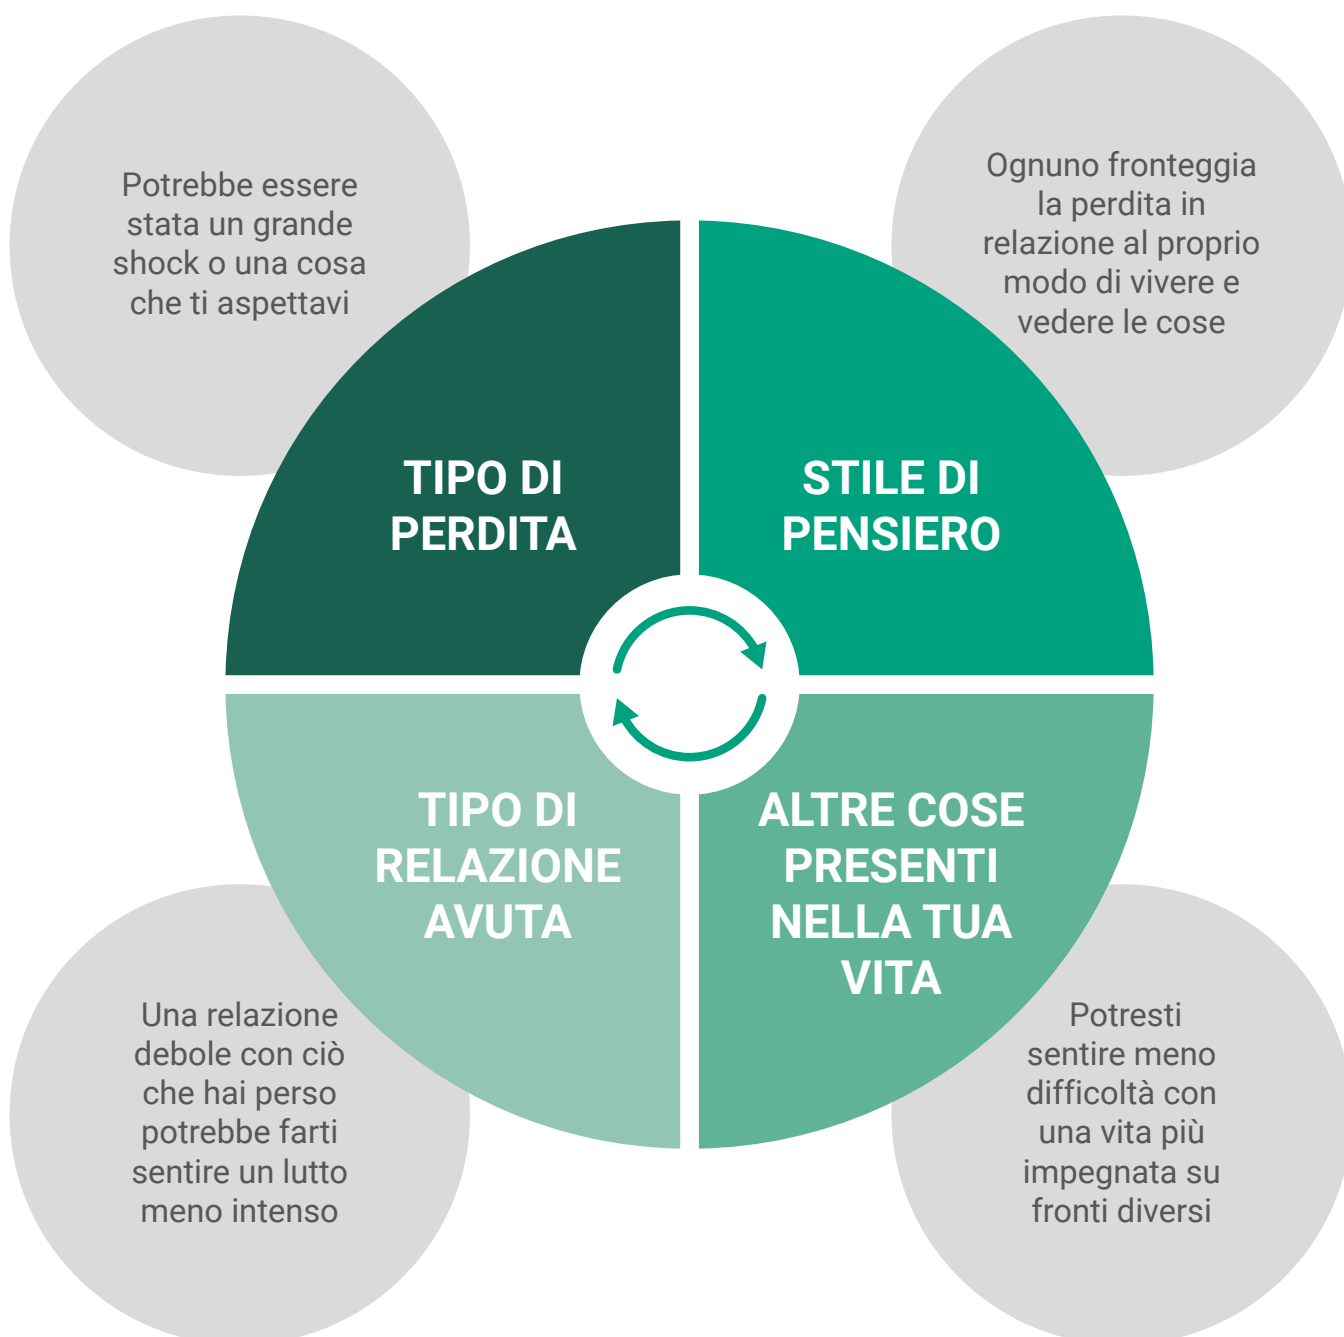 Potrebbe essere
stata un grande
shock o una cosa
che ti aspettavi
Ognuno fronteggia
la perdita in
relazione al proprio
modo di vivere e
vedere le cose
TIPO DI
PERDITA
STILE DI
PENSIERO
TIPO DI
RELAZIONE
AVUTA
ALTRE COSE
PRESENTI
NELLA TUA
VITA
Una relazione
debole con ciò
che hai perso
potrebbe farti
sentire un lutto
meno intenso
Potresti
sentire meno
difficoltà con
una vita più
impegnata su
fronti diversi